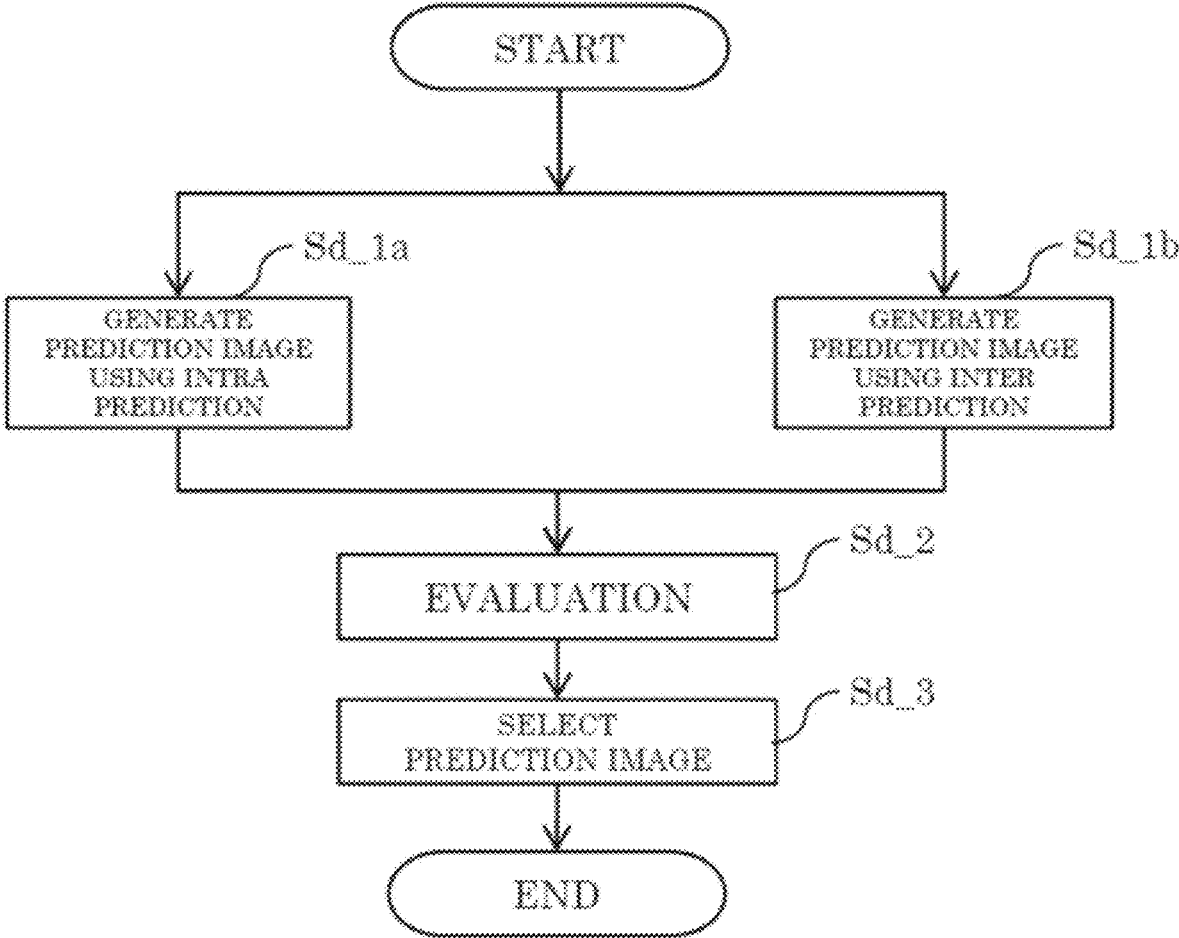 START
Sd_1a
GENERATE
PREDICTION IMAGE
USING INTRA
PREDICTION
Sd_1b
GENERATE
PREDICTION IMAGE
USING INTER
PREDICTION
Sd_2
EVALUATION
Sd_3
SELECT
PREDICTION IMAGE
END